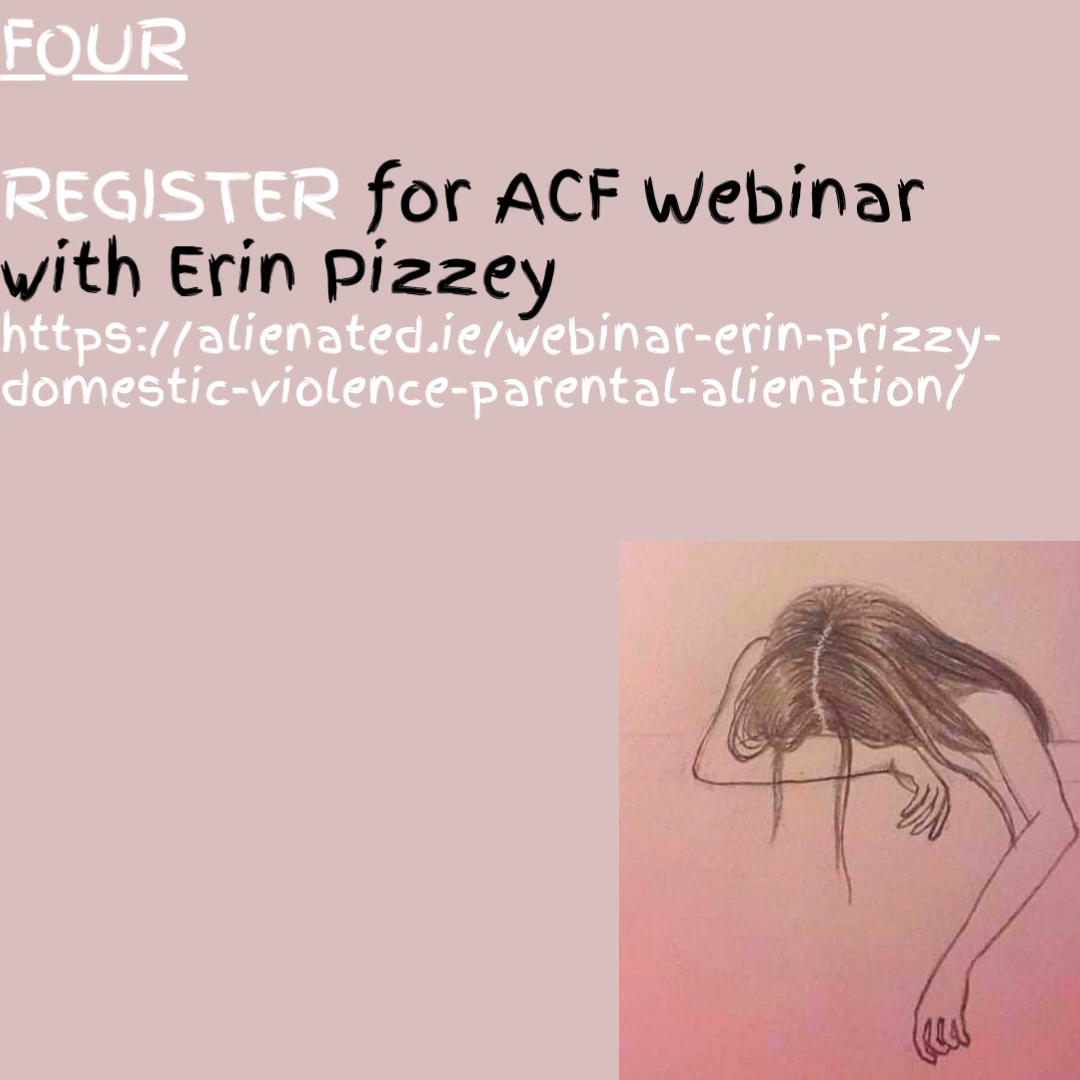 FOUR
REGISTER for ACF Webinar
with Erin Pizzey
https://alienated.ie/webinar-erin-prizzy-
domestic-violence-parental-alienation/